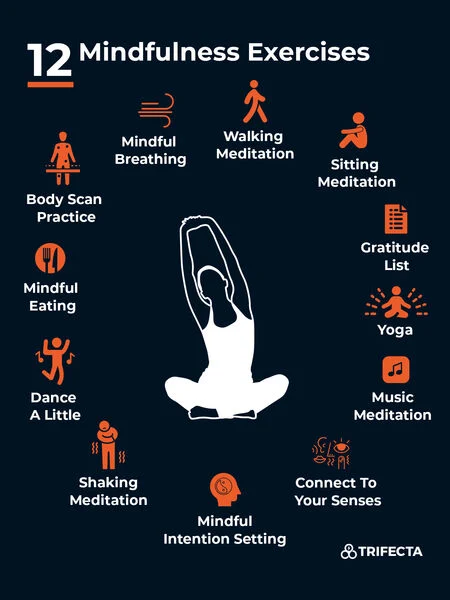 12 Mindfulness Exercises
Mindful
Breathing
Walking
Meditation
Sitting
Meditation
Body Scan
Practice
Gratitude
List
Mindful
Eating
Yoga
Dance
A Little
Music
Meditation
Shaking
Meditation
Connect To
Your Senses
Mindful
Intention Setting
TRIFECTA